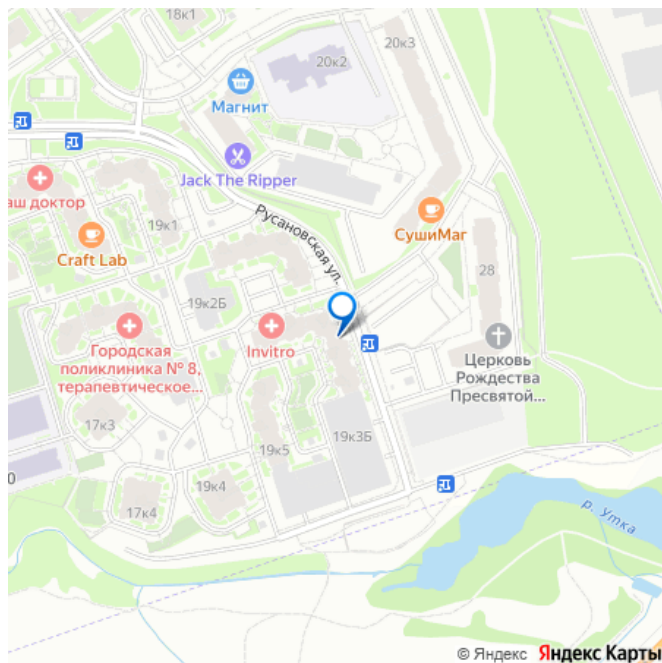 18к1
20к3
20к2
Магнит
Jack The Ripper
аш доктор
Русановская ул.
СушиМаг
19к1
Craft Lab
28
19к2Б
Invitro
Городская
поликлиника № 8,
терапевтическое...
Церковь
Рождества
Пресвятой...
17к3
19к3Б
19к5
0
19к4
17к4
р. Утка
© Яндекс Яндекс Карты